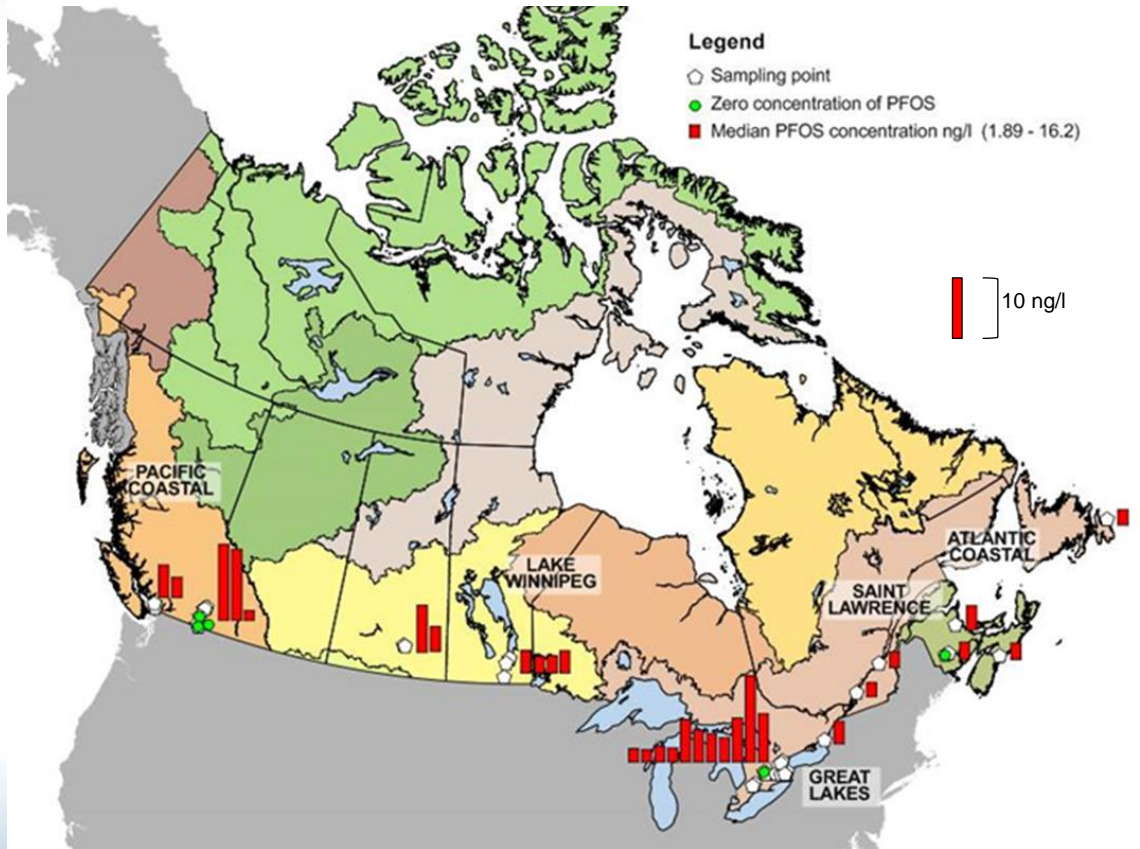 Legend
Sampling point
Zero concentration of PFOS
Median PFOS concentration ng/l (1.89 - 16.2)
10 ng/l
PACIFIC
COASTAL
LAKE
WINNIPEG
ATLANTIC
COASTAL
SAINT
LAWRENCE
GREAT
LAKES